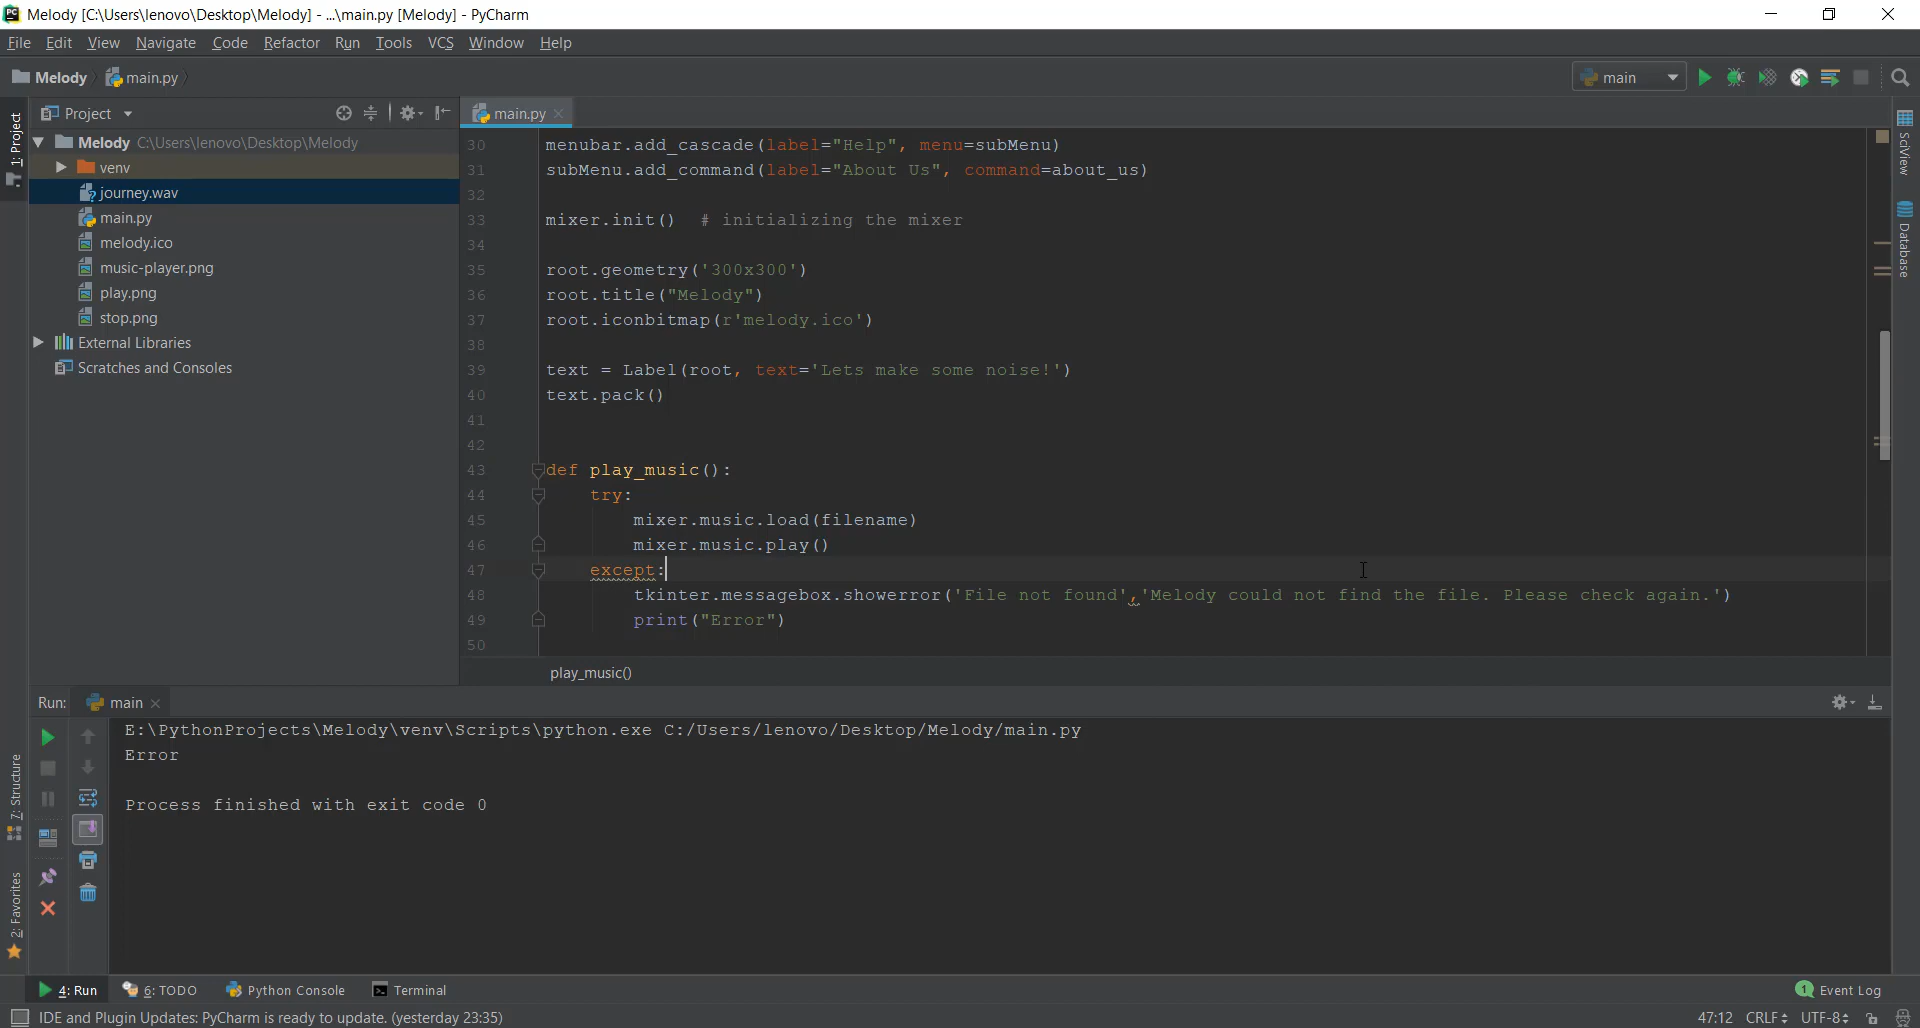 Melody [C:\Users\lenovo\Desktop\Melody] - ...\main.py [Melody] - PyCharm
File Edit View Navigate Code Refactor Run Tools VCS Window Help
Melody main.py main
Project main.py
1: Project
Melody C:\Users\lenovo\Desktop\Melody
venv
journey.wav
main.py
melody.ico
music-player.png
play.png
stop.png
External Libraries
Scratches and Consoles
30 menubar.add_cascade(label="Help", menu=subMenu)
31 subMenu.add_command(label="About Us", command=about_us)
32
33 mixer.init()  # initializing the mixer
34
35 root.geometry('300x300')
36 root.title("Melody")
37 root.iconbitmap(r'melody.ico')
38
39 text = Label(root, text='Lets make some noise!')
40 text.pack()
41
42
43 def play_music():
44     try:
45         mixer.music.load(filename)
46         mixer.music.play()
47     except:
48         tkinter.messagebox.showerror('File not found','Melody could not find the file. Please check again.')
49         print("Error")
50
play_music()
SciView
Database
Run: main
E:\PythonProjects\Melody\venv\Scripts\python.exe C:/Users/lenovo/Desktop/Melody/main.py
Error
Process finished with exit code 0
7: Structure
2: Favorites
4: Run 6: TODO Python Console Terminal 1 Event Log
IDE and Plugin Updates: PyCharm is ready to update. (yesterday 23:35) 47:12 CRLF UTF-8